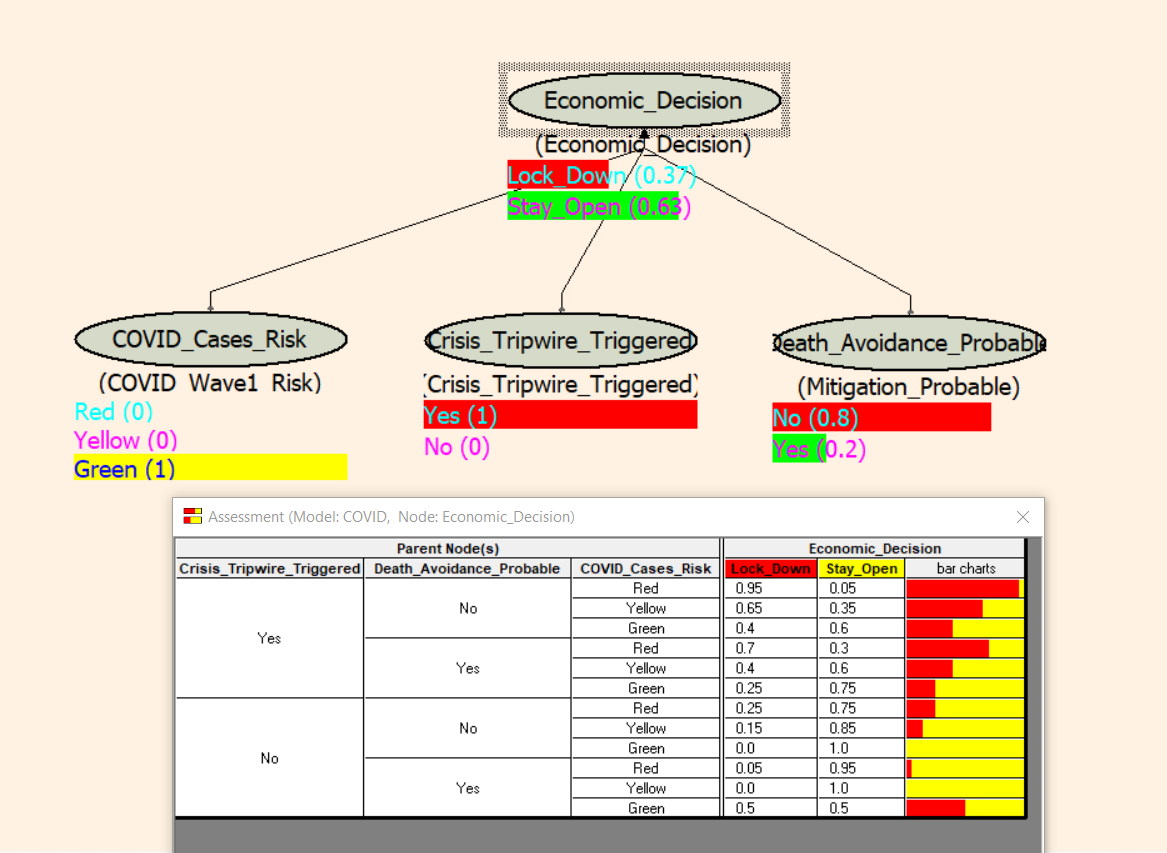 Economic_Decision
(Economic_Decision)
Lock_Down (0.37)
Stay_Open (0.63)
COVID_Cases_Risk
(COVID_Wave1_Risk)
Red (0)
Yellow (0)
Green (1)
Crisis_Tripwire_Triggered
(Crisis_Tripwire_Triggered)
Yes (1)
No (0)
Death_Avoidance_Probable
(Mitigation_Probable)
No (0.8)
Yes (0.2)
Assessment (Model: COVID, Node: Economic_Decision)
Parent Node(s) Economic_Decision
Crisis_Tripwire_Triggered Death_Avoidance_Probable COVID_Cases_Risk Lock_Down Stay_Open bar charts
Yes No Red 0.95 0.05
Yellow 0.65 0.35
Green 0.4 0.6
Yes Red 0.7 0.3
Yellow 0.4 0.6
Green 0.25 0.75
No No Red 0.25 0.75
Yellow 0.15 0.85
Green 0.0 1.0
Yes Red 0.05 0.95
Yellow 0.0 1.0
Green 0.5 0.5